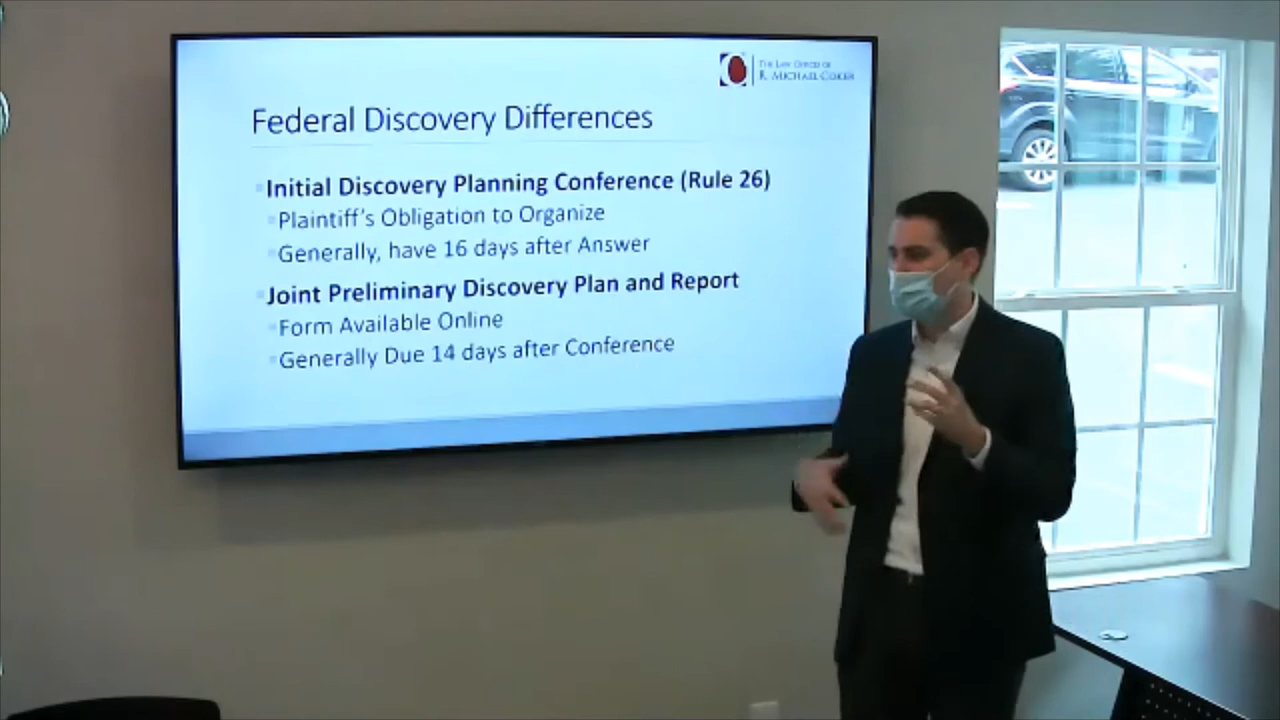 THE LAW OFFICE OF
R. MICHAEL COKER
Federal Discovery Differences
Initial Discovery Planning Conference (Rule 26)
Plaintiff's Obligation to Organize
Generally, have 16 days after Answer
Joint Preliminary Discovery Plan and Report
Form Available Online
Generally Due 14 days after Conference